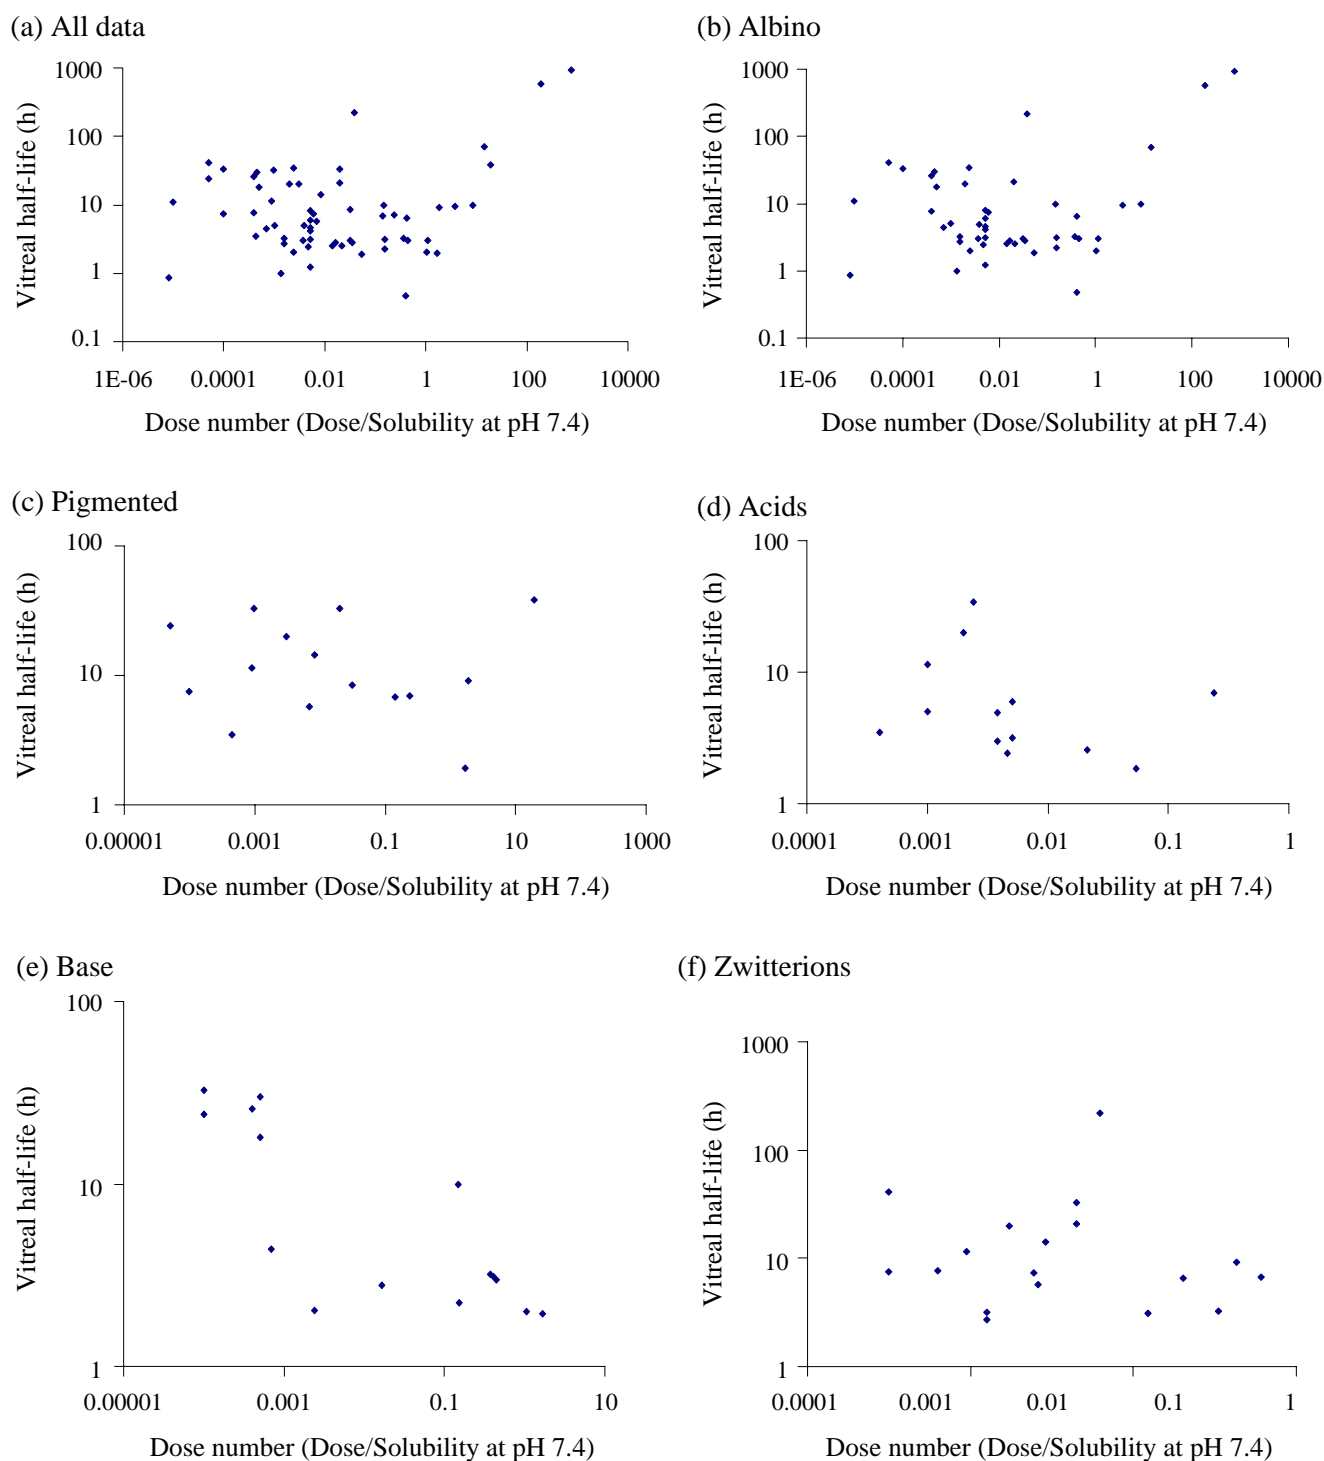 (a) All data
Vitreal half-life (h)
1000
100
10
1
0.1
1E-06 0.0001 0.01 1 100 10000
Dose number (Dose/Solubility at pH 7.4)
(b) Albino
Vitreal half-life (h)
1000
100
10
1
0.1
1E-06 0.0001 0.01 1 100 10000
Dose number (Dose/Solubility at pH 7.4)
(c) Pigmented
Vitreal half-life (h)
100
10
1
0.00001 0.001 0.1 10 1000
Dose number (Dose/Solubility at pH 7.4)
(d) Acids
Vitreal half-life (h)
100
10
1
0.0001 0.001 0.01 0.1 1
Dose number (Dose/Solubility at pH 7.4)
(e) Base
Vitreal half-life (h)
100
10
1
0.00001 0.001 0.1 10
Dose number (Dose/Solubility at pH 7.4)
(f) Zwitterions
Vitreal half-life (h)
1000
100
10
1
0.0001 0.001 0.01 0.1 1
Dose number (Dose/Solubility at pH 7.4)